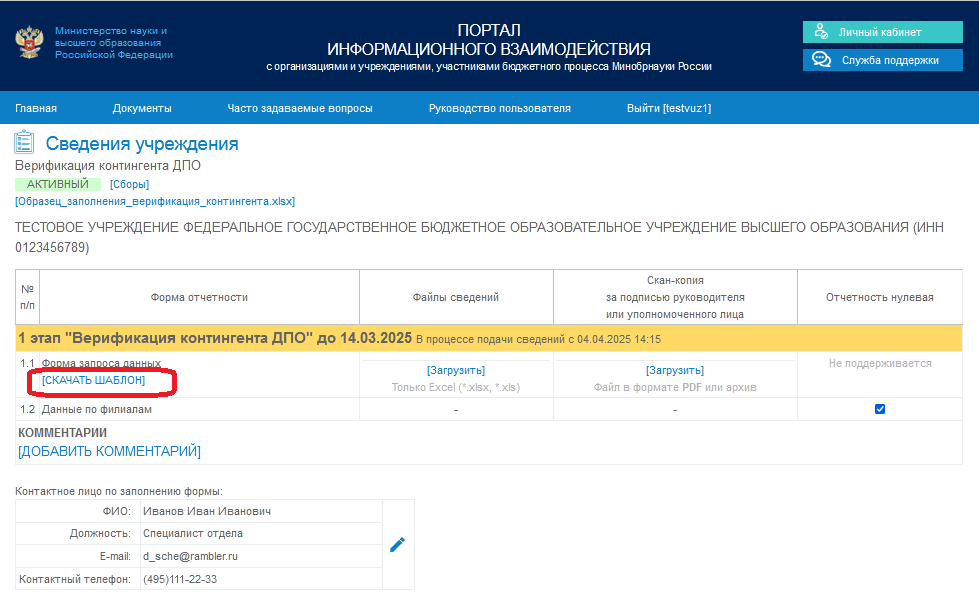 Министерство науки и
высшего образования
Российской Федерации
ПОРТАЛ
ИНФОРМАЦИОННОГО ВЗАИМОДЕЙСТВИЯ
с организациями и учреждениями, участниками бюджетного процесса Минобрнауки России
Личный кабинет
Служба поддержки
Главная Документы Часто задаваемые вопросы Руководство пользователя Выйти [testvuz1]
Сведения учреждения
Верификация контингента ДПО
АКТИВНЫЙ [Сборы]
[Образец_заполнения_верификация_контингента.xlsx]
ТЕСТОВОЕ УЧРЕЖДЕНИЕ ФЕДЕРАЛЬНОЕ ГОСУДАРСТВЕННОЕ БЮДЖЕТНОЕ ОБРАЗОВАТЕЛЬНОЕ УЧРЕЖДЕНИЕ ВЫСШЕГО ОБРАЗОВАНИЯ (ИНН
0123456789)
№
п/п
Форма отчетности
Файлы сведений
Скан-копия
за подписью руководителя
или уполномоченного лица
Отчетность нулевая
1 этап "Верификация контингента ДПО" до 14.03.2025 В процессе подачи сведений с 04.04.2025 14:15
1.1 Форма запроса данных
[СКАЧАТЬ ШАБЛОН]
[Загрузить]
Только Excel (*.xlsx, *.xls)
[Загрузить]
Файл в формате PDF или архив
Не поддерживается
1.2 Данные по филиалам - -
КОММЕНТАРИИ
[ДОБАВИТЬ КОММЕНТАРИЙ]
Контактное лицо по заполнению формы:
ФИО: Иванов Иван Иванович
Должность: Специалист отдела
E-mail: d_sche@rambler.ru
Контактный телефон: (495)111-22-33